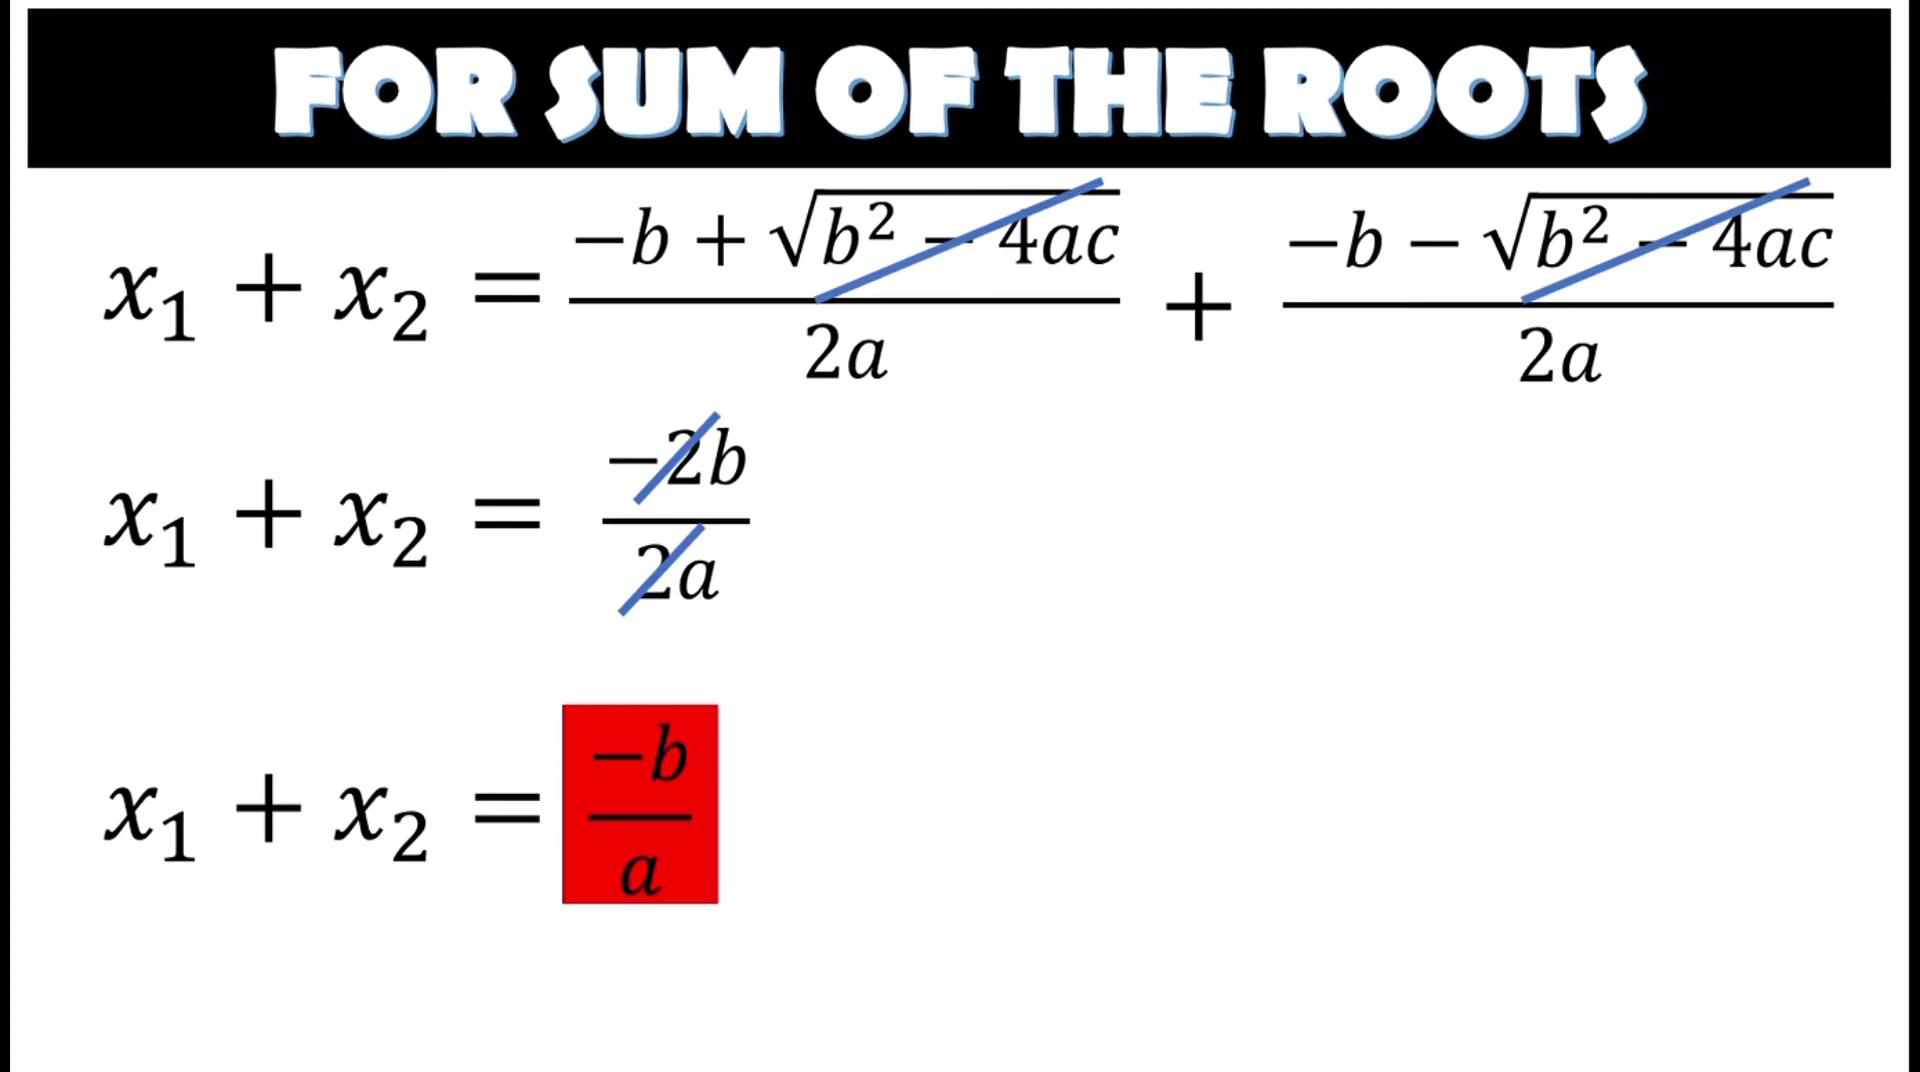 FOR SUM OF THE ROOTS
x₁ + x₂ = (−b + √(b² − 4ac))/(2a) + (−b − √(b² − 4ac))/(2a)
x₁ + x₂ = (−2b)/(2a)
x₁ + x₂ = (−b)/a